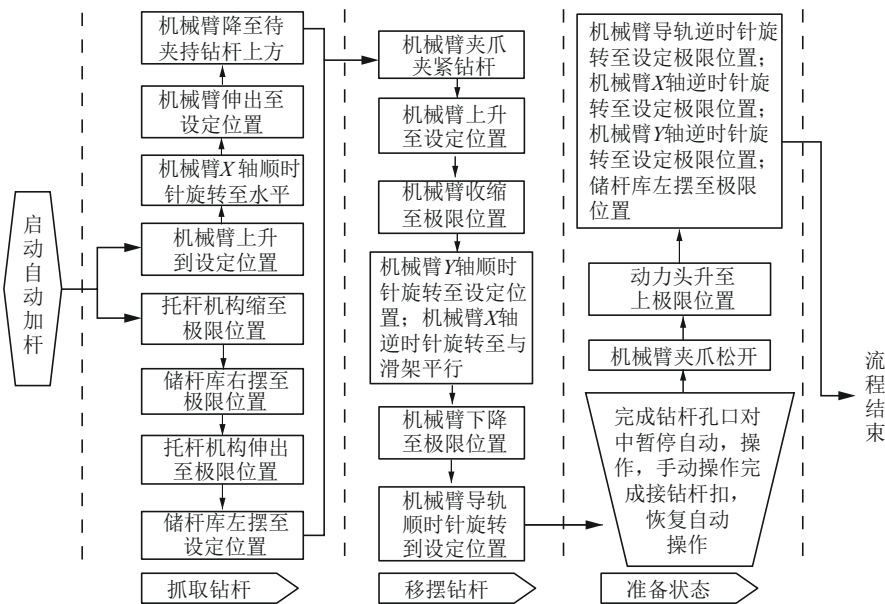 启
动
自
动
加
杆
机械臂降至待
夹持钻杆上方
机械臂伸出至
设定位置
机械臂X 轴顺时
针旋转至水平
机械臂上升
到设定位置
托杆机构缩至
极限位置
储杆库右摆至
极限位置
托杆机构伸出
至极限位置
储杆库左摆至
设定位置
抓取钻杆
机械臂夹爪
夹紧钻杆
机械臂上升
至设定位置
机械臂收缩
至极限位置
机械臂Y轴顺时
针旋转至设定位
置；机械臂X轴
逆时针旋转至与
滑架平行
机械臂下降
至极限位置
机械臂导轨
顺时针旋转
到设定位置
移摆钻杆
机械臂导轨逆时针旋
转至设定极限位置；
机械臂X轴逆时针旋
转至设定极限位置；
机械臂Y轴逆时针旋
转至设定极限位置；
储杆库左摆至极限
位置
动力头升至
上极限位置
机械臂夹爪松开
完成钻杆孔口对
中暂停自动，操
作，手动操作完
成接钻杆扣，
恢复自动
操作
准备状态
流
程
结
束